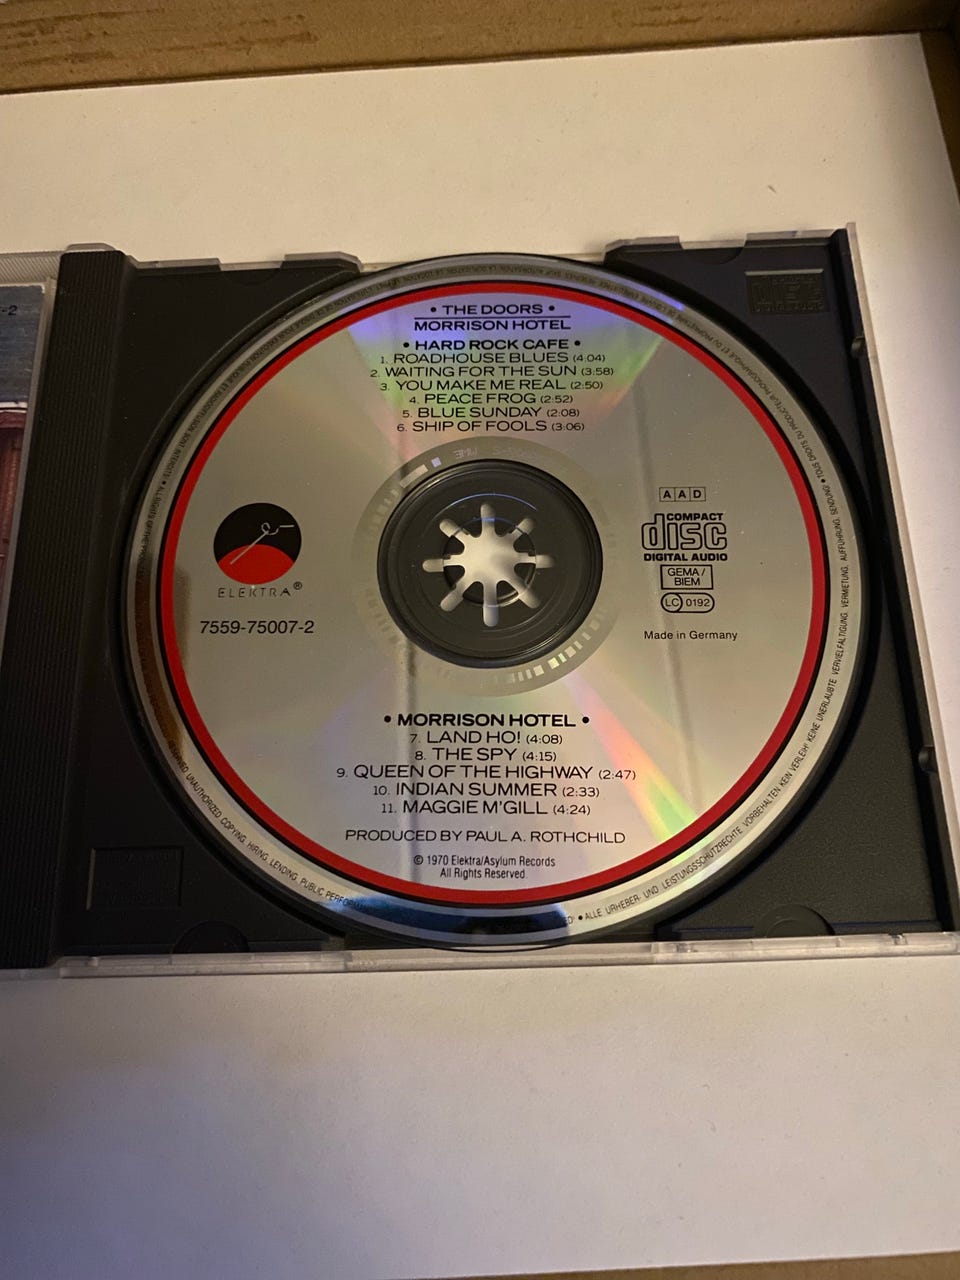 -2
• THE DOORS •
MORRISON HOTEL
• HARD ROCK CAFE •
1. ROADHOUSE BLUES (4:04)
2. WAITING FOR THE SUN (3:58)
3. YOU MAKE ME REAL (2:50)
4. PEACE FROG (2:52)
5. BLUE SUNDAY (2:08)
6. SHIP OF FOOLS (3:06)
ELEKTRA®
7559-75007-2
AAD
COMPACT
disc
DIGITAL AUDIO
GEMA/
BIEM
LC 0192
Made in Germany
• MORRISON HOTEL •
7. LAND HO! (4:08)
8. THE SPY (4:15)
9. QUEEN OF THE HIGHWAY (2:47)
10. INDIAN SUMMER (2:33)
11. MAGGIE M'GILL (4:24)
PRODUCED BY PAUL A. ROTHCHILD
© 1970 Elektra/Asylum Records
All Rights Reserved.
UNAUTHORIZED COPYING, HIRING, LENDING, PUBLIC
• ALLE URHEBER- UND LEISTUNGSSCHUTZRECHTE VORBEHALTEN KEIN VERLEIH! KEINE UNERLAUBTE VERVIELFÄLTIGUNG, VERMIETUNG, AUFFÜHRUNG, SENDUNG! •